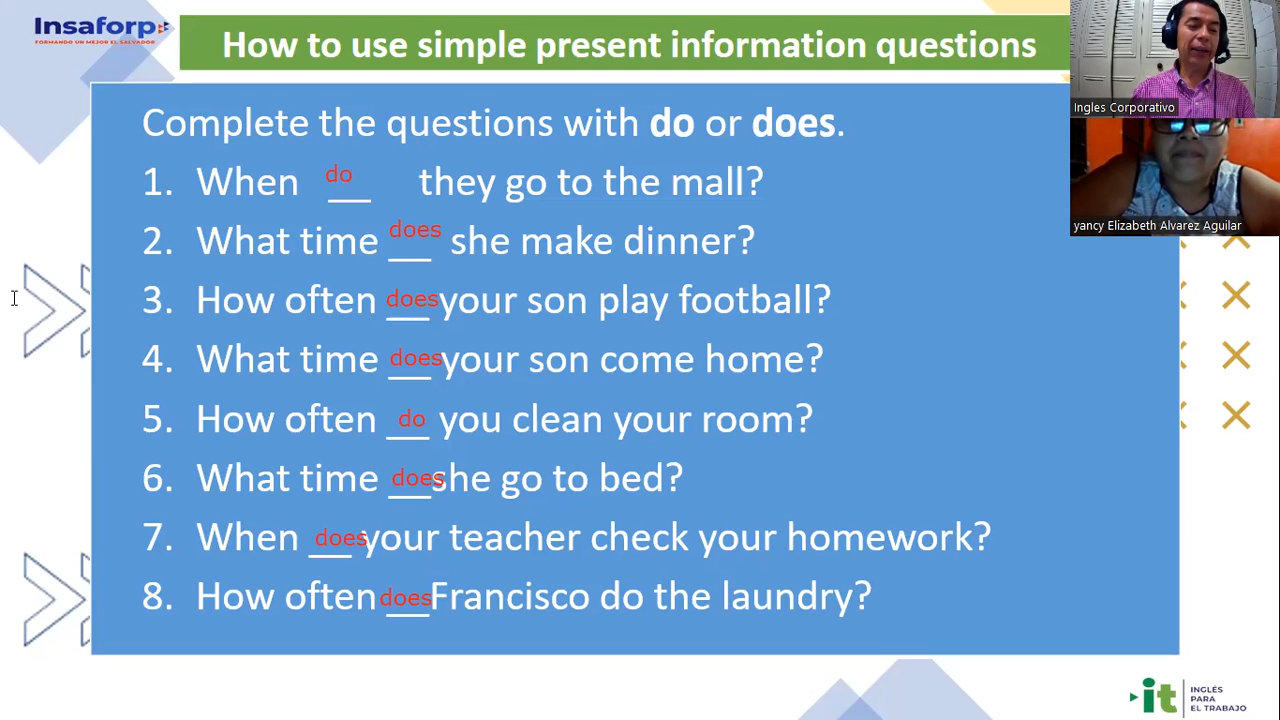 Insaforp
FORMANDO UN MEJOR EL SALVADOR
How to use simple present information questions
Ingles Corporativo
yancy Elizabeth Alvarez Aguilar
Complete the questions with do or does.
1. When do they go to the mall?
2. What time does she make dinner?
3. How often does your son play football?
4. What time does your son come home?
5. How often do you clean your room?
6. What time does she go to bed?
7. When does your teacher check your homework?
8. How often does Francisco do the laundry?
it
INGLÉS
PARA
EL TRABAJO